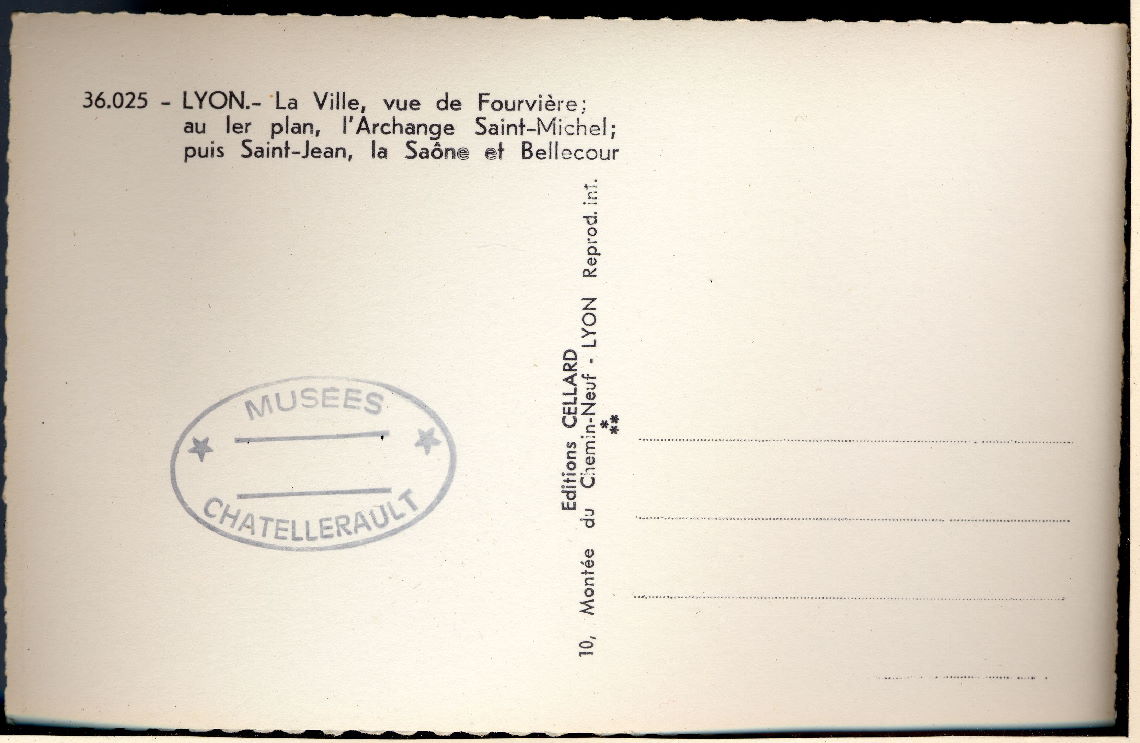 36.025 - LYON.- La Ville, vue de Fourvière;
au 1er plan, l'Archange Saint-Michel;
puis Saint-Jean, la Saône et Bellecour
MUSEES
CHATELLERAULT
Editions CELLARD
10, Montée du Chemin-Neuf - LYON Reprod. int.